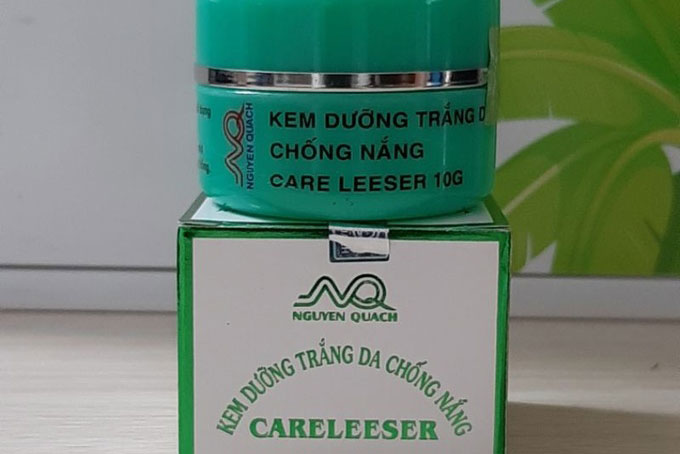 NGUYEN QUACH
KEM DƯỠNG TRẮNG D
CHỐNG NẮNG
CARE LEESER 10G
NQ
NGUYEN QUACH
KEM DƯỠNG TRẮNG DA CHỐNG NẮNG
CARELEESER